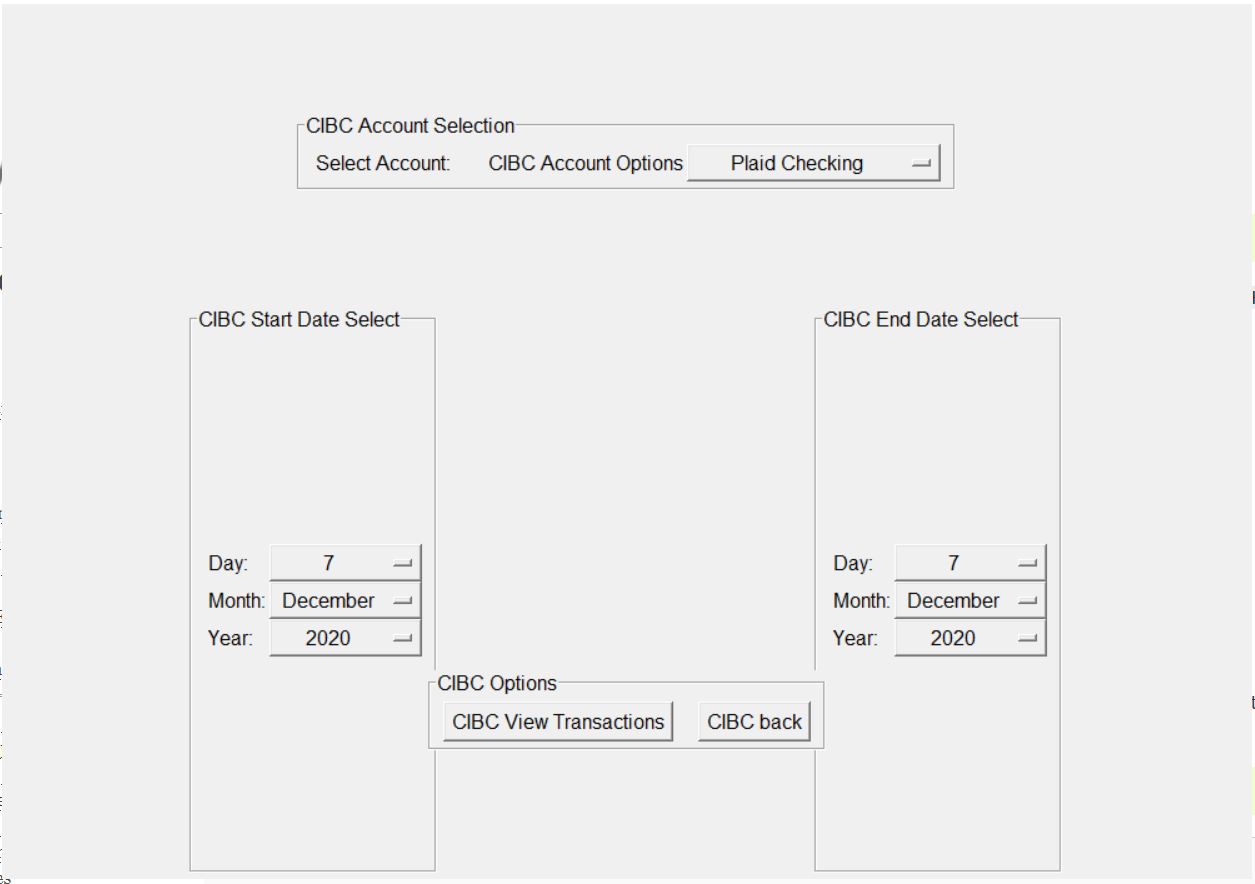 CIBC Account Selection
Select Account: CIBC Account Options Plaid Checking
CIBC Start Date Select
Day: 7
Month: December
Year: 2020
CIBC End Date Select
Day: 7
Month: December
Year: 2020
CIBC Options
CIBC View Transactions CIBC back